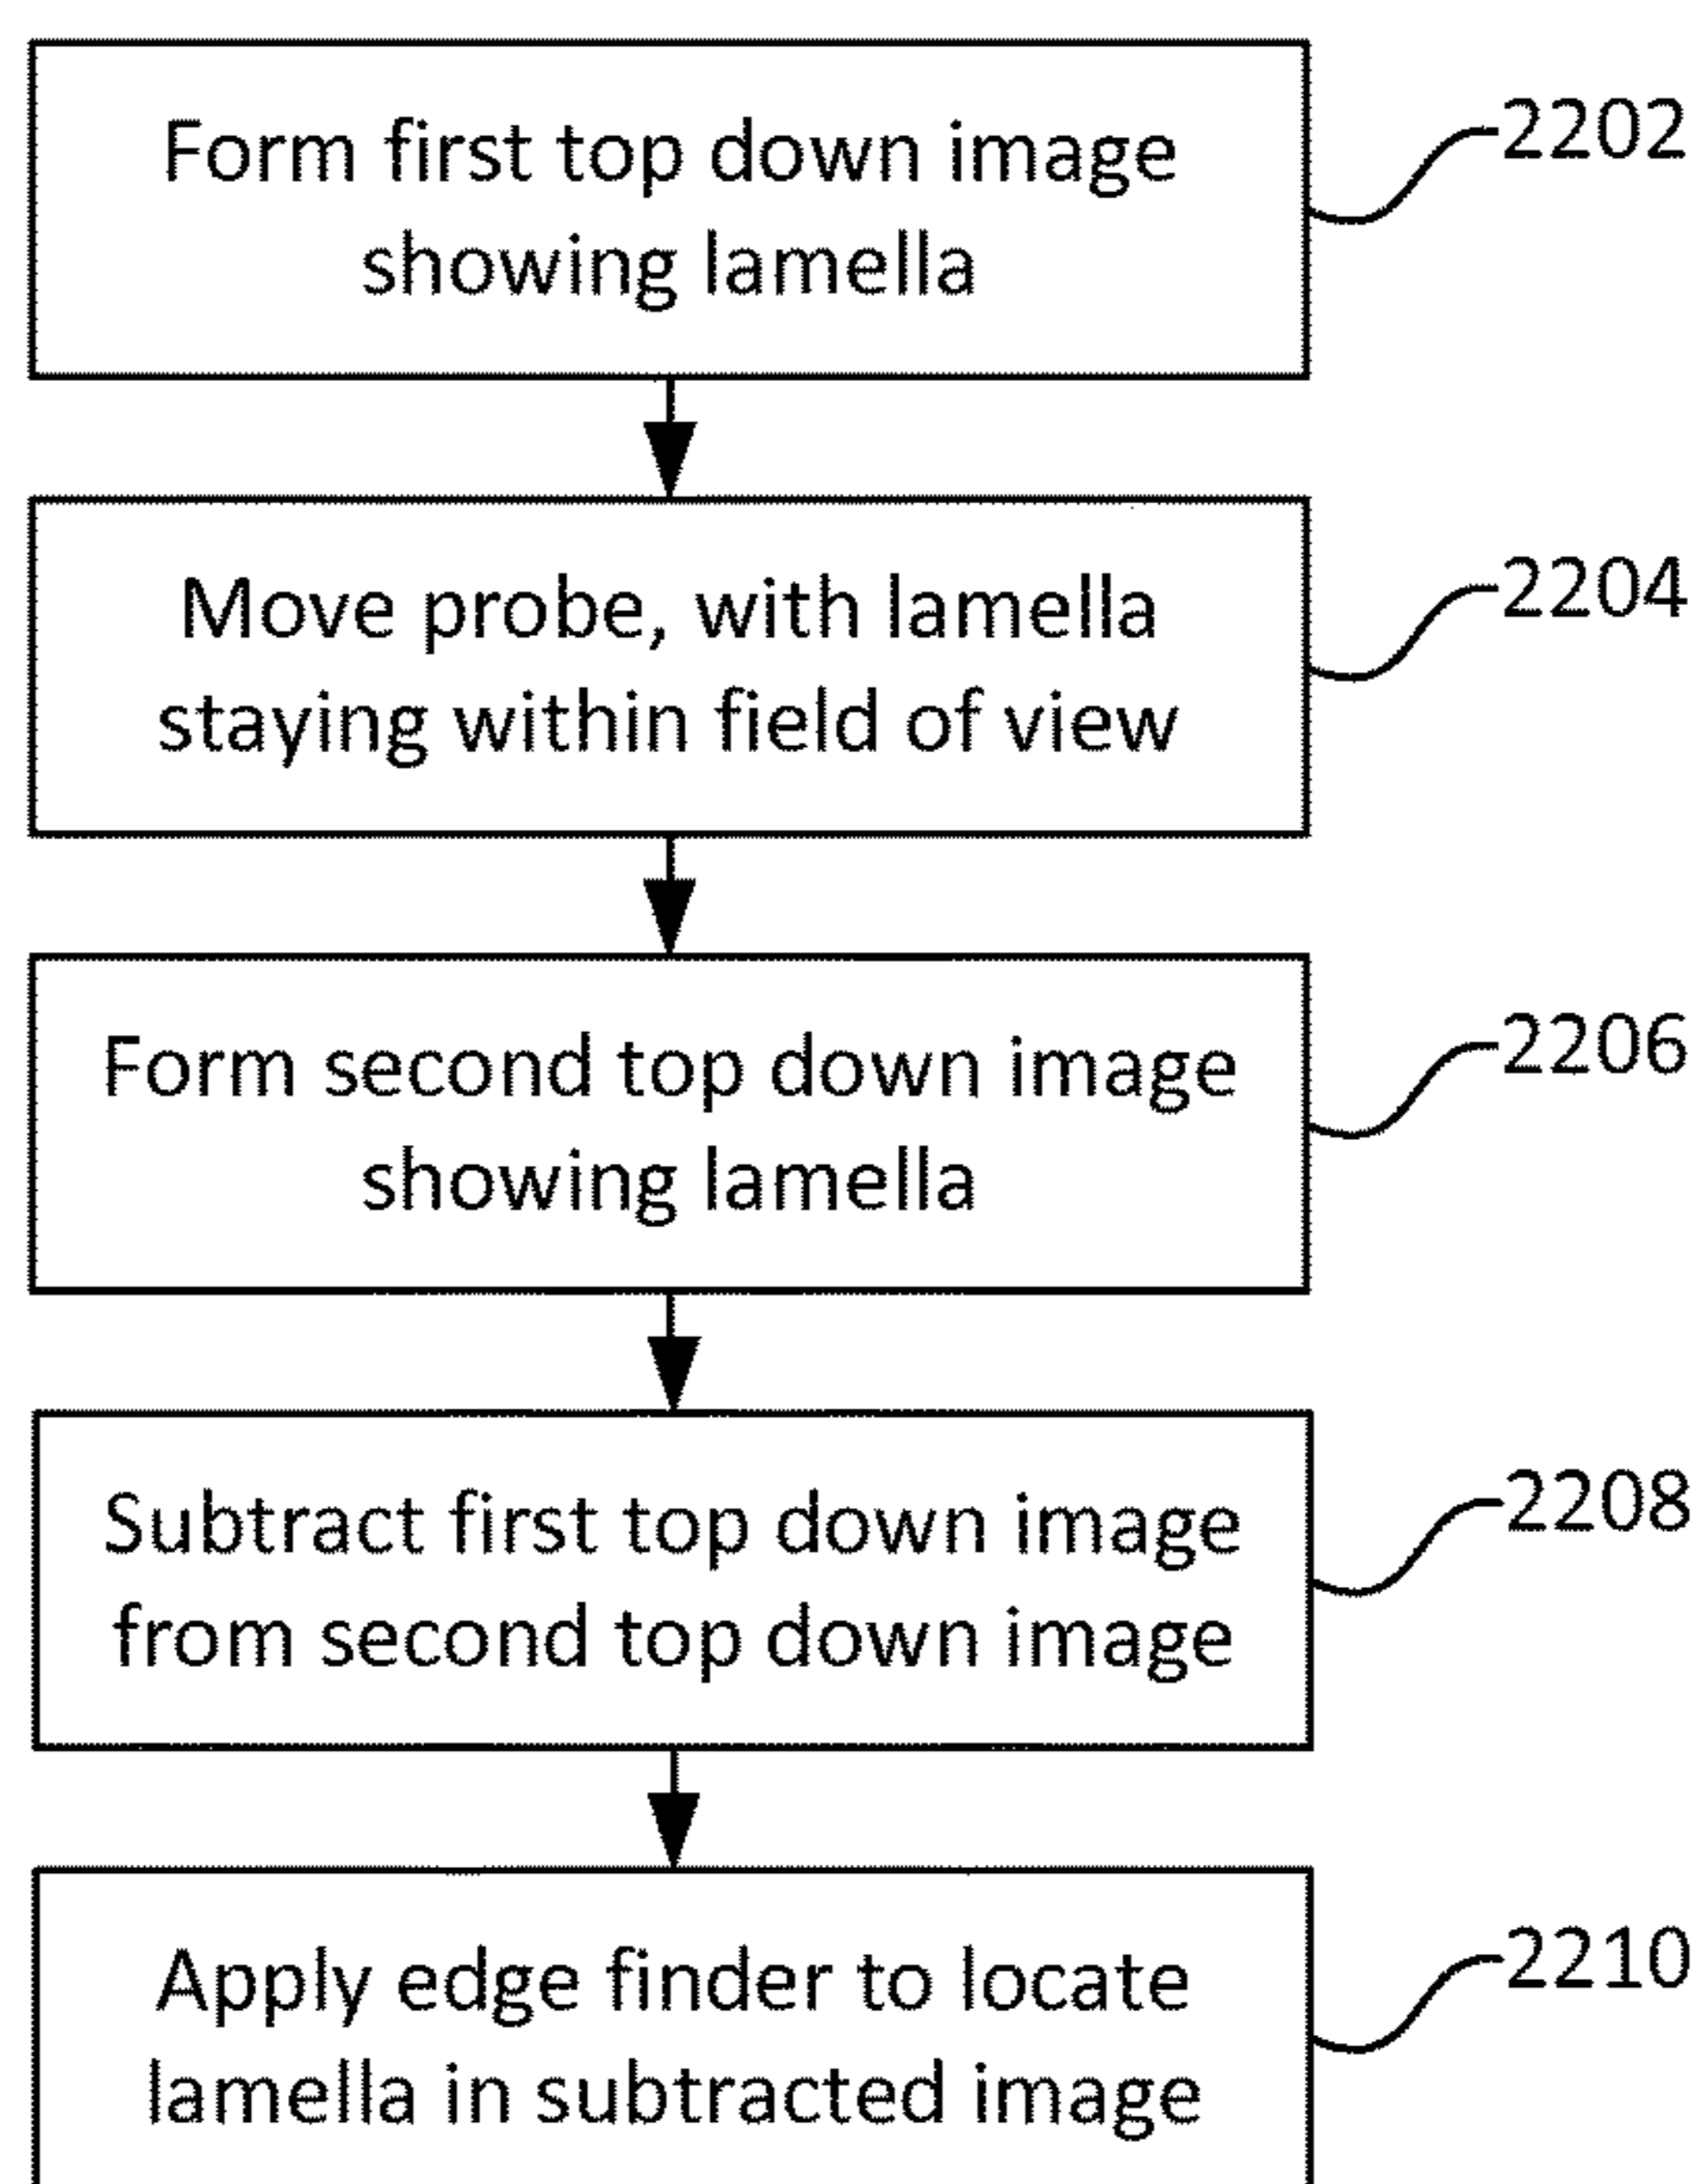 Form first top down image
showing lamella
2202
Move probe, with lamella
staying within field of view
2204
Form second top down image
showing lamella
2206
Subtract first top down image
from second top down image
2208
Apply edge finder to locate
lamella in subtracted image
2210